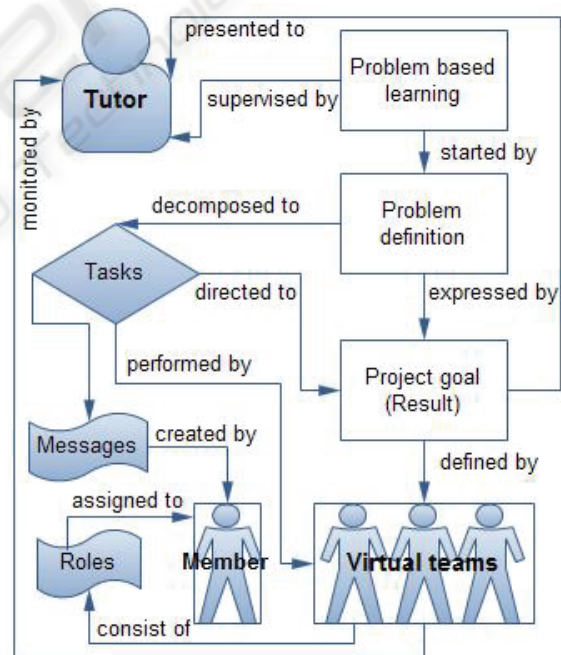 presented to
Tutor
Problem based
learning
supervised by
monitored by
started by
decomposed to
Problem
definition
Tasks
directed to
expressed by
performed by
Project goal
(Result)
Messages
created by
defined by
assigned to
Roles
Member
Virtual teams
consist of